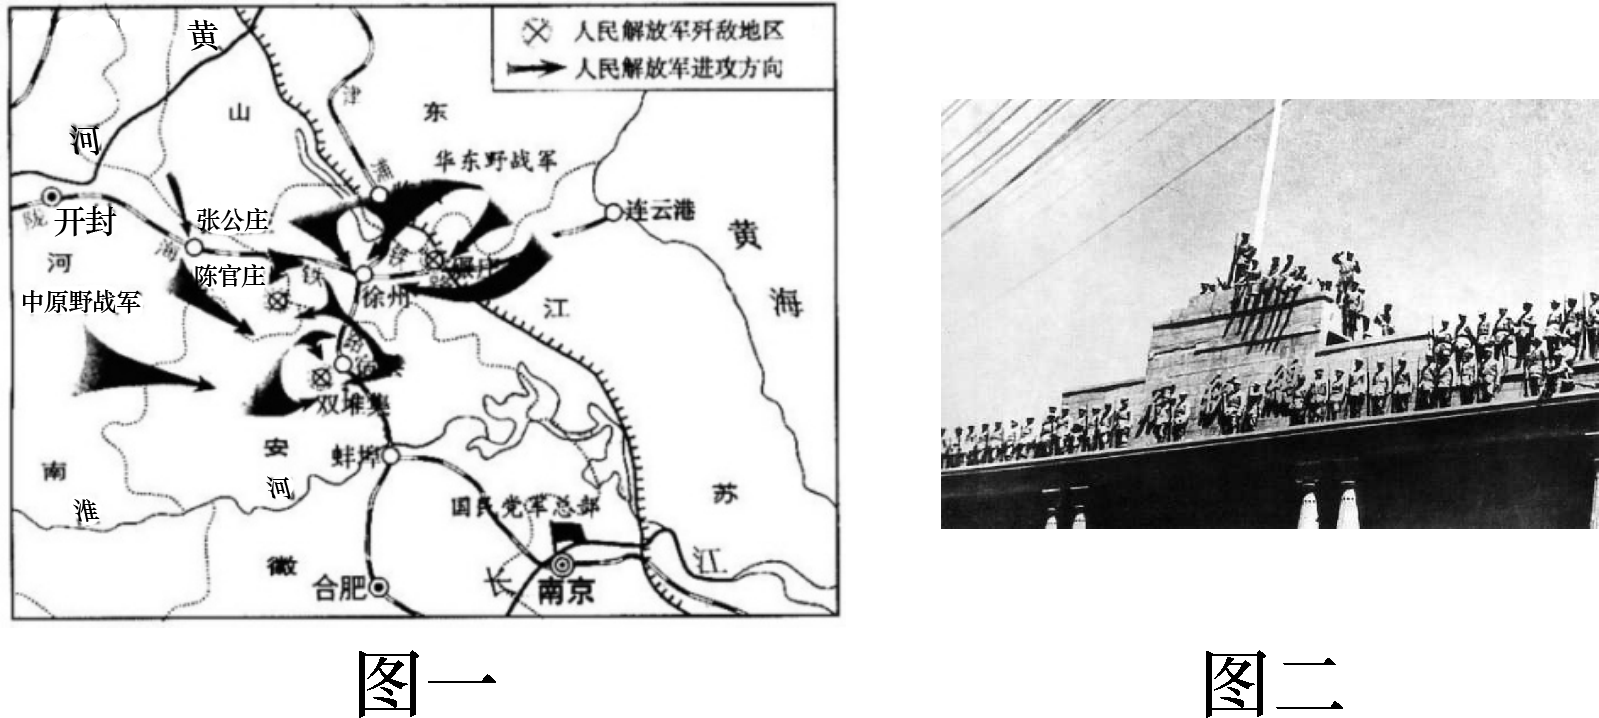 人民解放军歼敌地区
人民解放军进攻方向
黄
河
山
东
津
浦
华东野战军
连云港
黄
海
陇
开封
张公庄
海
陈官庄
铁
路
河
中原野战军
徐州
江
双堆集
蚌埠
安
河
南
淮
国民党军总部
苏
徽
合肥
长
南京
江
图一
图二